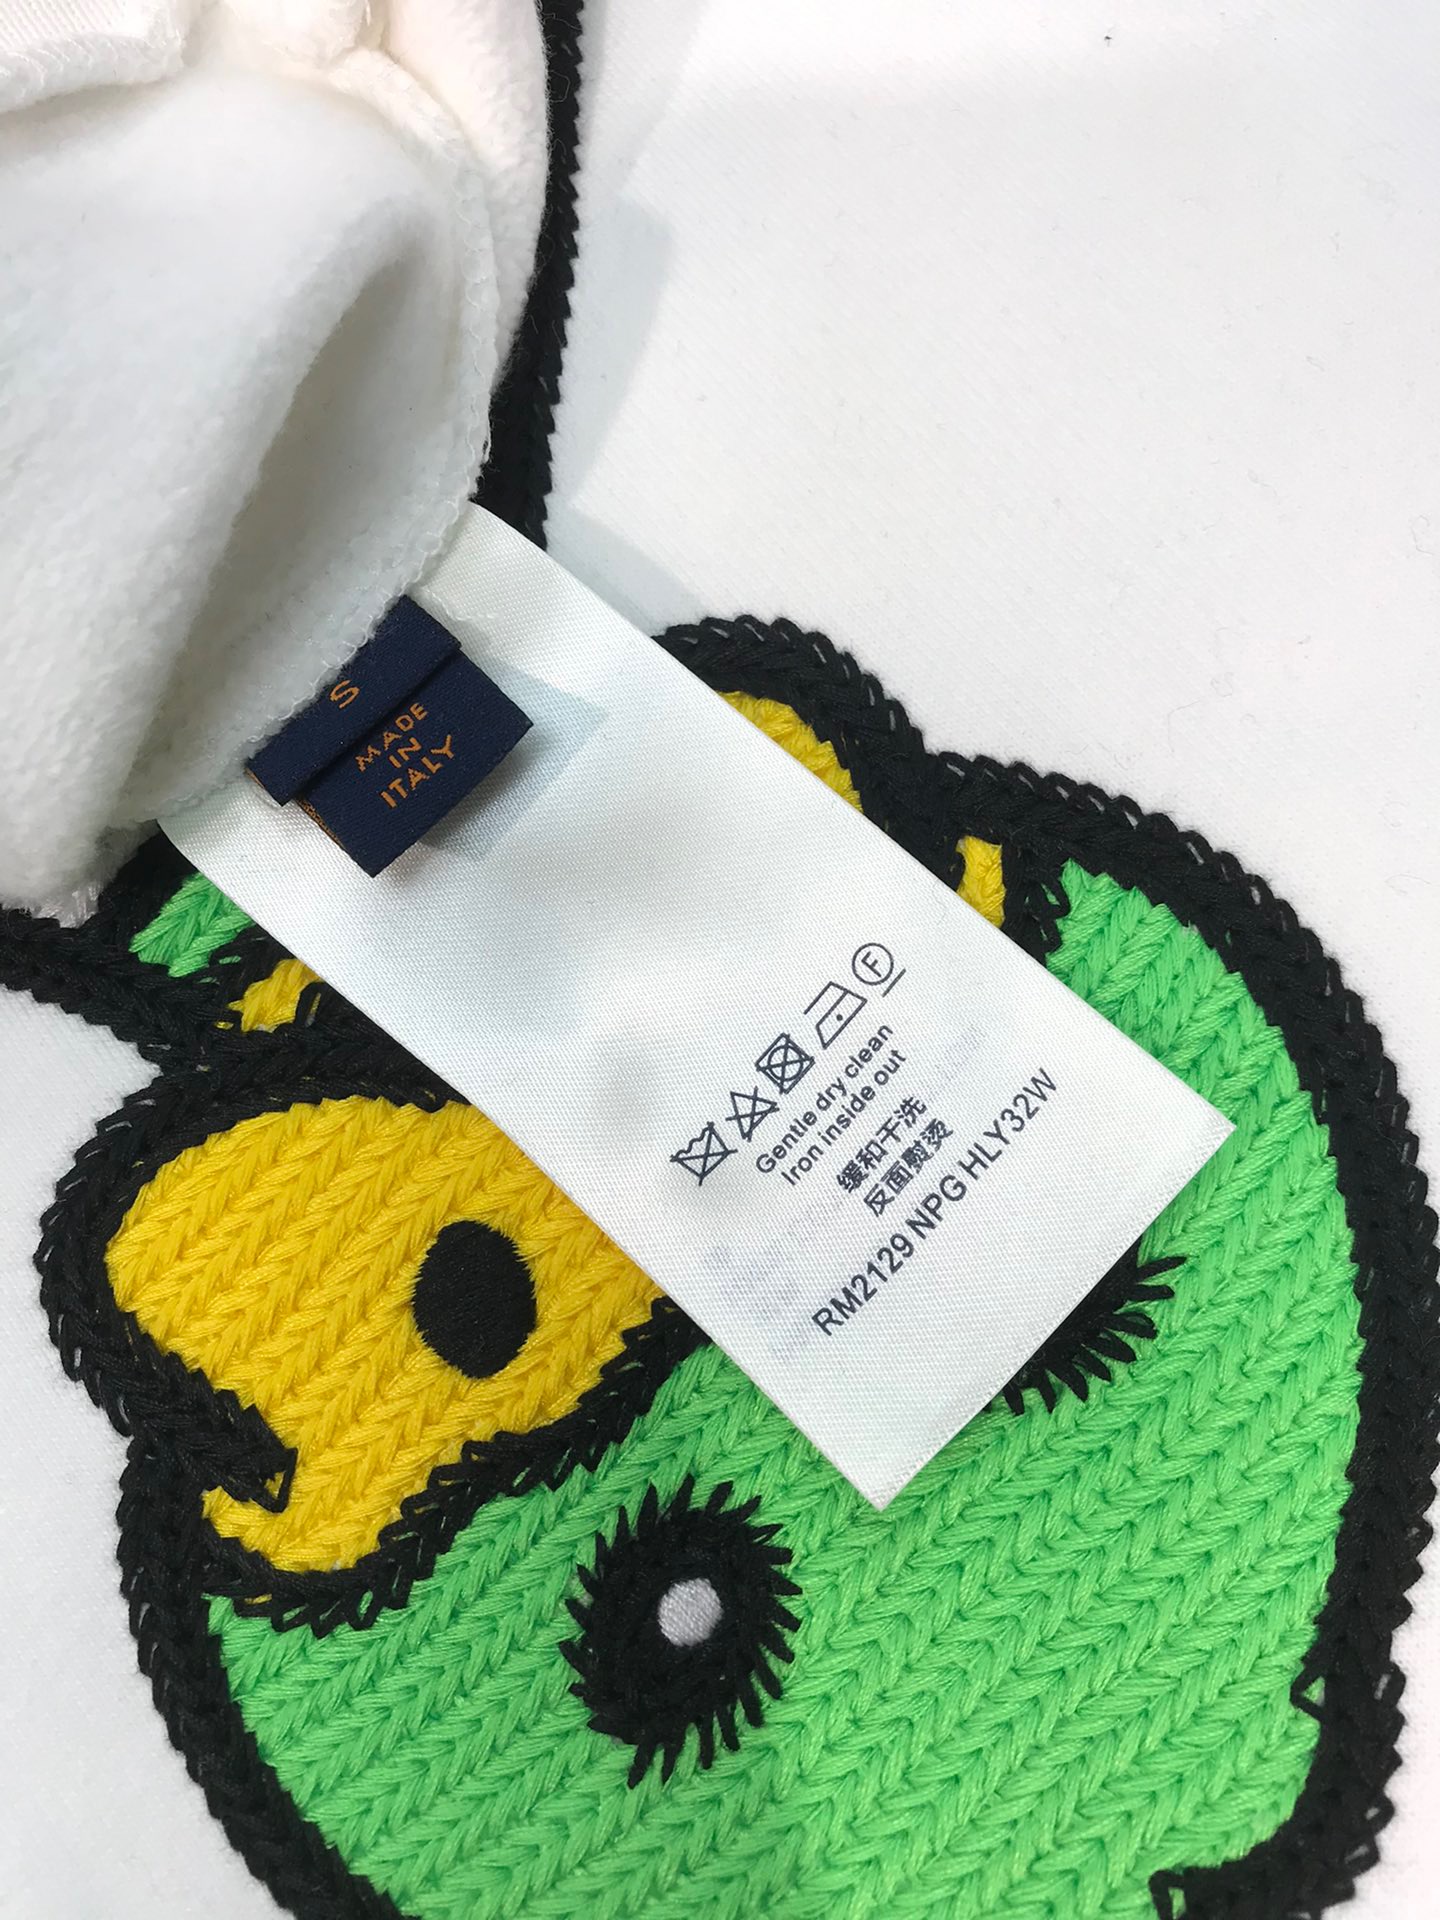 S
MADE
IN
ITALY
F
Gentle dry clean
Iron inside out
缓和干洗
反面熨烫
RM2129 NPG HLY32W